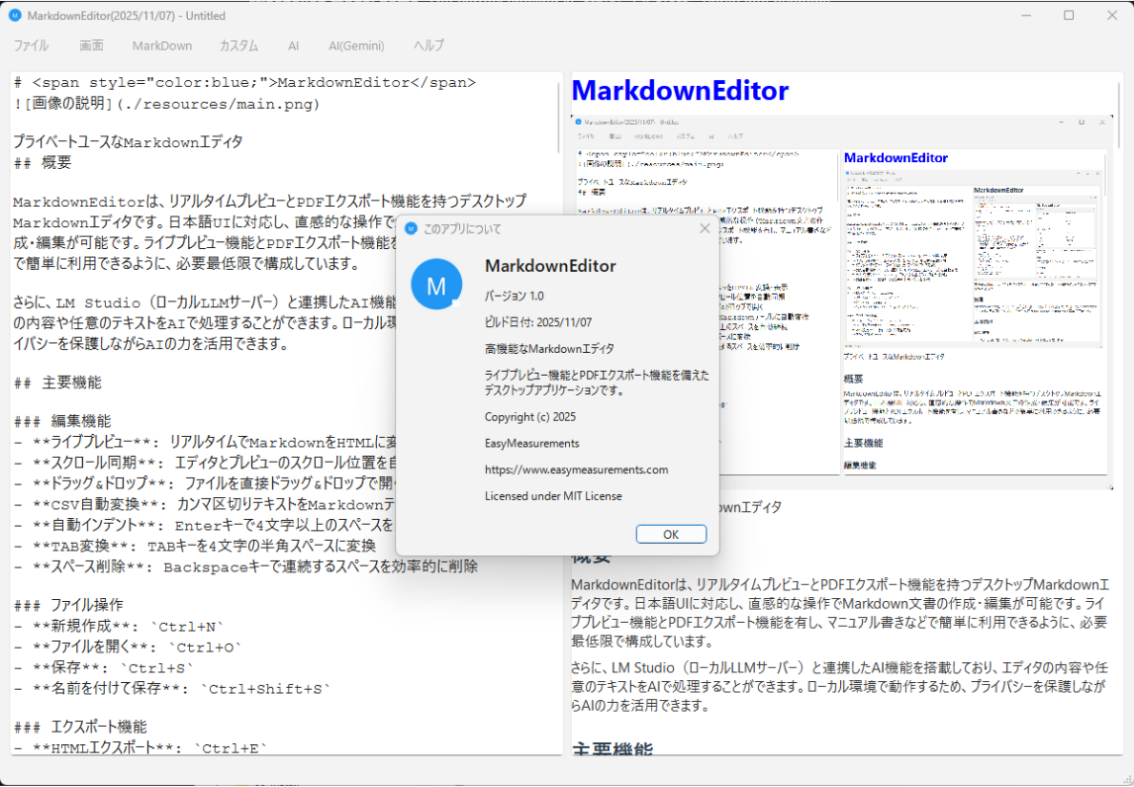 MarkdownEditor(2025/11/07) - Untitled
ファイル 画面 MarkDown カスタム AI AI(Gemini) ヘルプ
# <span style="color:blue;">MarkdownEditor</span>
![画像の説明](./resources/main.png)
プライベートユースなMarkdownエディタ
## 概要
MarkdownEditorは、リアルタイムプレビューとPDFエクスポート機能を持つデスクトップ
Markdownエディタです。日本語UIに対応し、直感的な操作で
成・編集が可能です。ライブプレビュー機能とPDFエクスポート機能を
で簡単に利用できるように、必要最低限で構成しています。
さらに、LM Studio（ローカルLLMサーバー）と連携したAI機能
の内容や任意のテキストをAIで処理することができます。ローカル環
イバシーを保護しながらAIの力を活用できます。
## 主要機能
### 編集機能
- **ライブプレビュー**: リアルタイムでMarkdownをHTMLに変
- **スクロール同期**: エディタとプレビューのスクロール位置を自
- **ドラッグ&ドロップ**: ファイルを直接ドラッグ&ドロップで開
- **CSV自動変換**: カンマ区切りテキストをMarkdownテ
- **自動インデント**: Enterキーで4文字以上のスペースを
- **TAB変換**: TABキーを4文字の半角スペースに変換
- **スペース削除**: Backspaceキーで連続するスペースを効率的に削除
### ファイル操作
- **新規作成**: `Ctrl+N`
- **ファイルを開く**: `Ctrl+O`
- **保存**: `Ctrl+S`
- **名前を付けて保存**: `Ctrl+Shift+S`
### エクスポート機能
- **HTMLエクスポート**: `Ctrl+E`
このアプリについて
M
MarkdownEditor
バージョン 1.0
ビルド日付: 2025/11/07
高機能なMarkdownエディタ
ライブプレビュー機能とPDFエクスポート機能を備えた
デスクトップアプリケーションです。
Copyright (c) 2025
EasyMeasurements
https://www.easymeasurements.com
Licensed under MIT License
OK
MarkdownEditor
MarkdownEditor
プライベートユースなMarkdownエディタ
概要
主要機能
編集機能
ownエディタ
概要
MarkdownEditorは、リアルタイムプレビューとPDFエクスポート機能を持つデスクトップMarkdownエ
ディタです。日本語UIに対応し、直感的な操作でMarkdown文書の作成・編集が可能です。ライ
ブプレビュー機能とPDFエクスポート機能を有し、マニュアル書きなどで簡単に利用できるように、必要
最低限で構成しています。
さらに、LM Studio（ローカルLLMサーバー）と連携したAI機能を搭載しており、エディタの内容や任
意のテキストをAIで処理することができます。ローカル環境で動作するため、プライバシーを保護しなが
らAIの力を活用できます。
主要機能